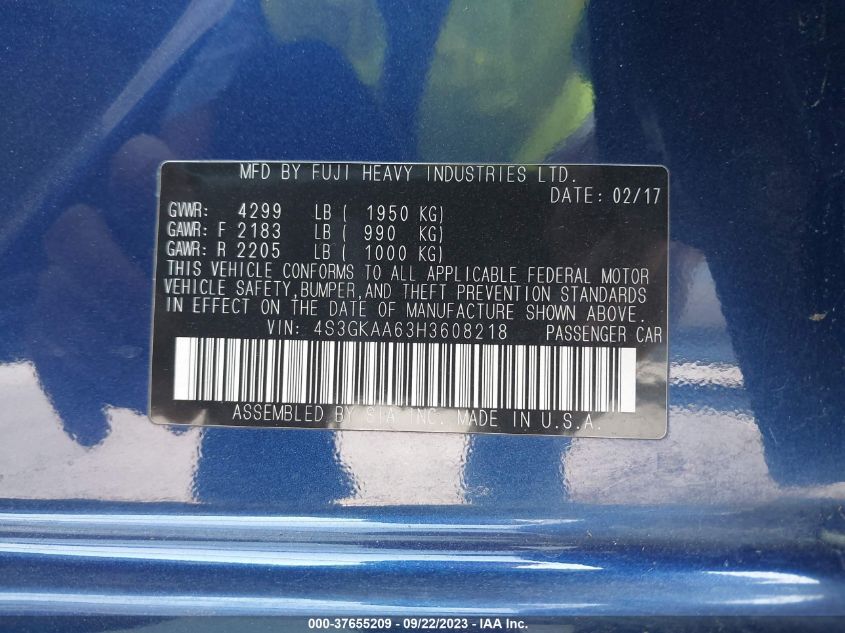 MFD BY FUJI HEAVY INDUSTRIES LTD.
DATE: 02/17
GVWR: 4299 LB ( 1950 KG)
GAWR: F 2183 LB ( 990 KG)
GAWR: R 2205 LB ( 1000 KG)
THIS VEHICLE CONFORMS TO ALL APPLICABLE FEDERAL MOTOR
VEHICLE SAFETY,BUMPER,AND THEFT PREVENTION STANDARDS
IN EFFECT ON THE DATE OF MANUFACTURE SHOWN ABOVE.
VIN: 4S3GKAA63H3608218 PASSENGER CAR
ASSEMBLED BY SIA INC. MADE IN U.S.A.
000-37655209 - 09/22/2023 - IAA Inc.